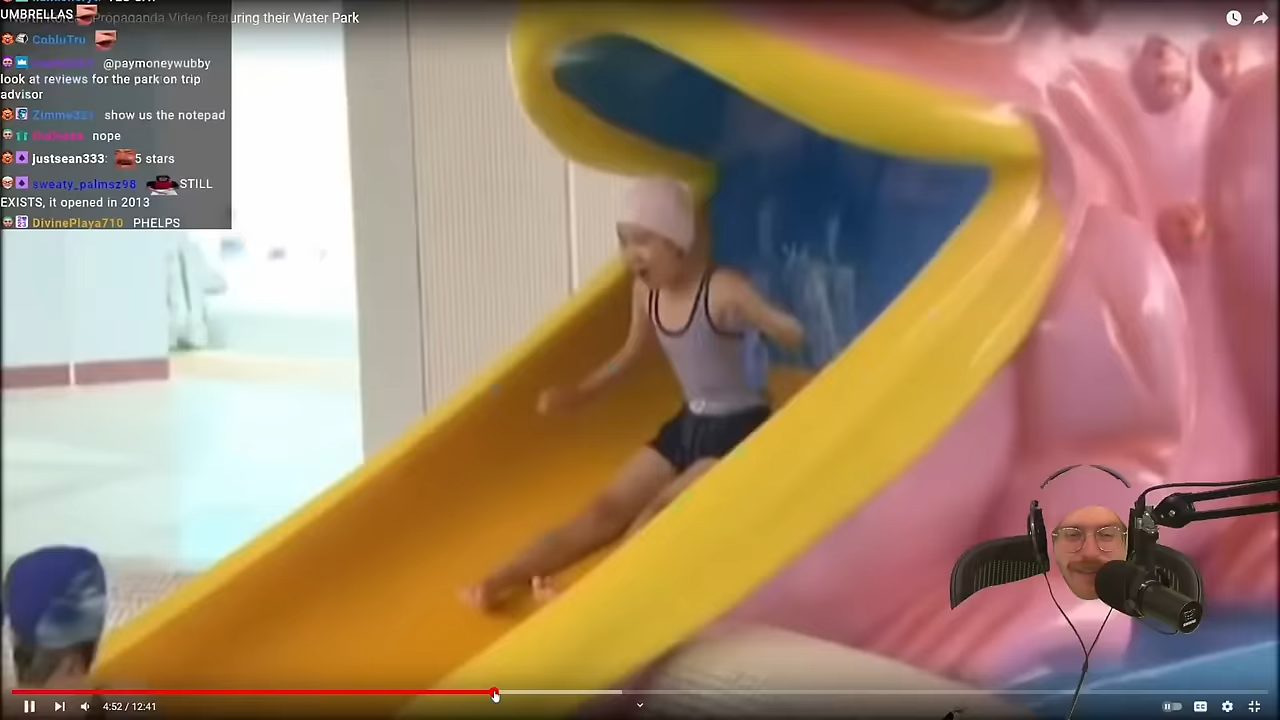 UMBRELLAS
Propaganda Video featuring their Water Park
CobluTru
@paymoneywubby
look at reviews for the park on trip
advisor
show us the notepad
nope
justsean333: 5 stars
sweaty_palmsz98 STILL
EXISTS, it opened in 2013
DivinePlaya710 PHELPS
4:52 / 12:41